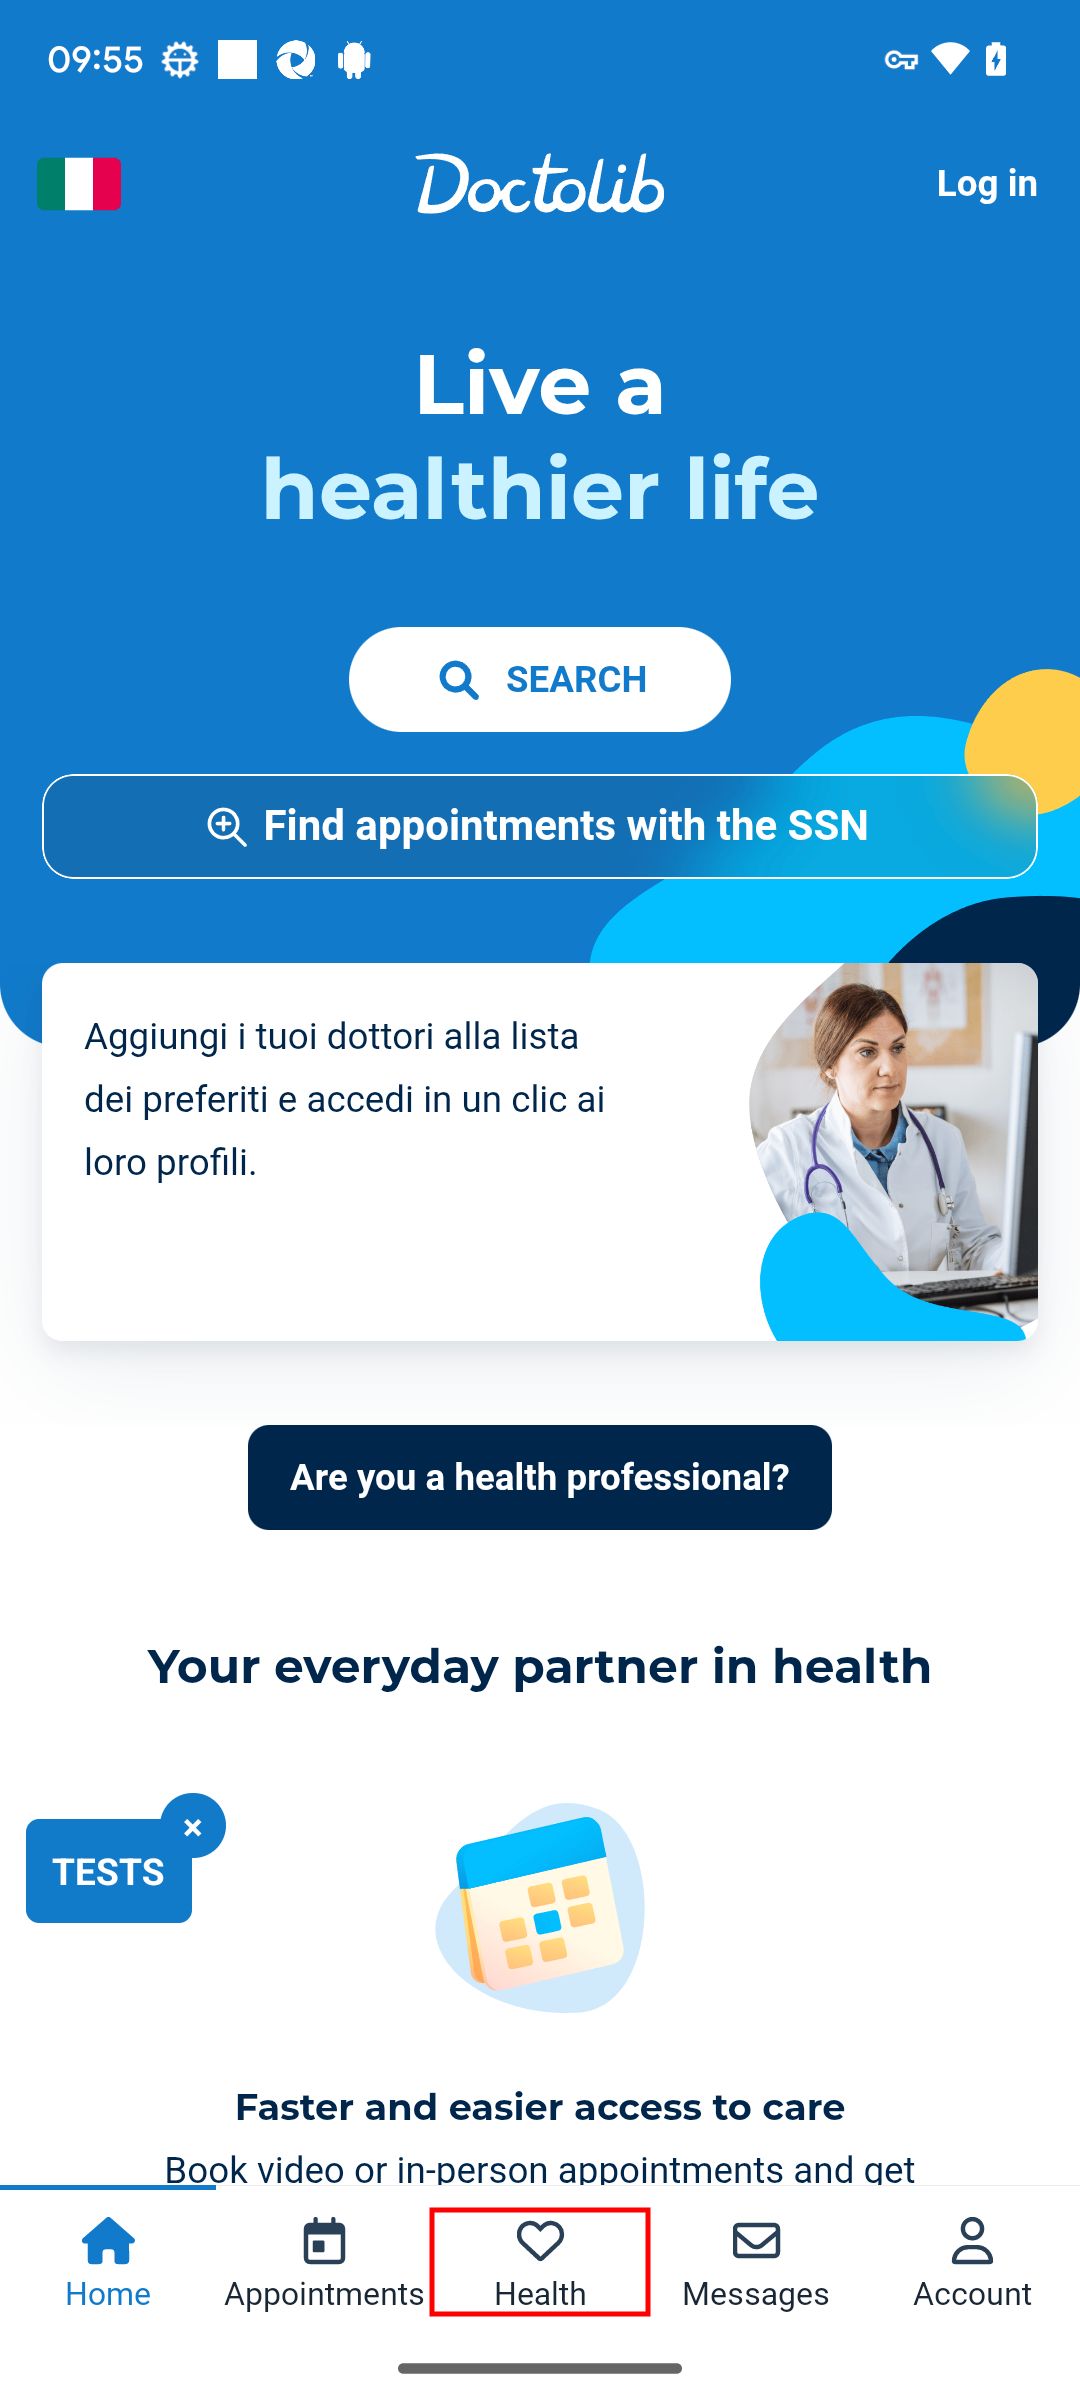 09:55
Doctolib
Log in
Live a
healthier life
SEARCH
Find appointments with the SSN
Aggiungi i tuoi dottori alla lista
dei preferiti e accedi in un clic ai
loro profili.
Are you a health professional?
Your everyday partner in health
×
TESTS
Faster and easier access to care
Book video or in-person appointments and get
Home
Appointments
Health
Messages
Account